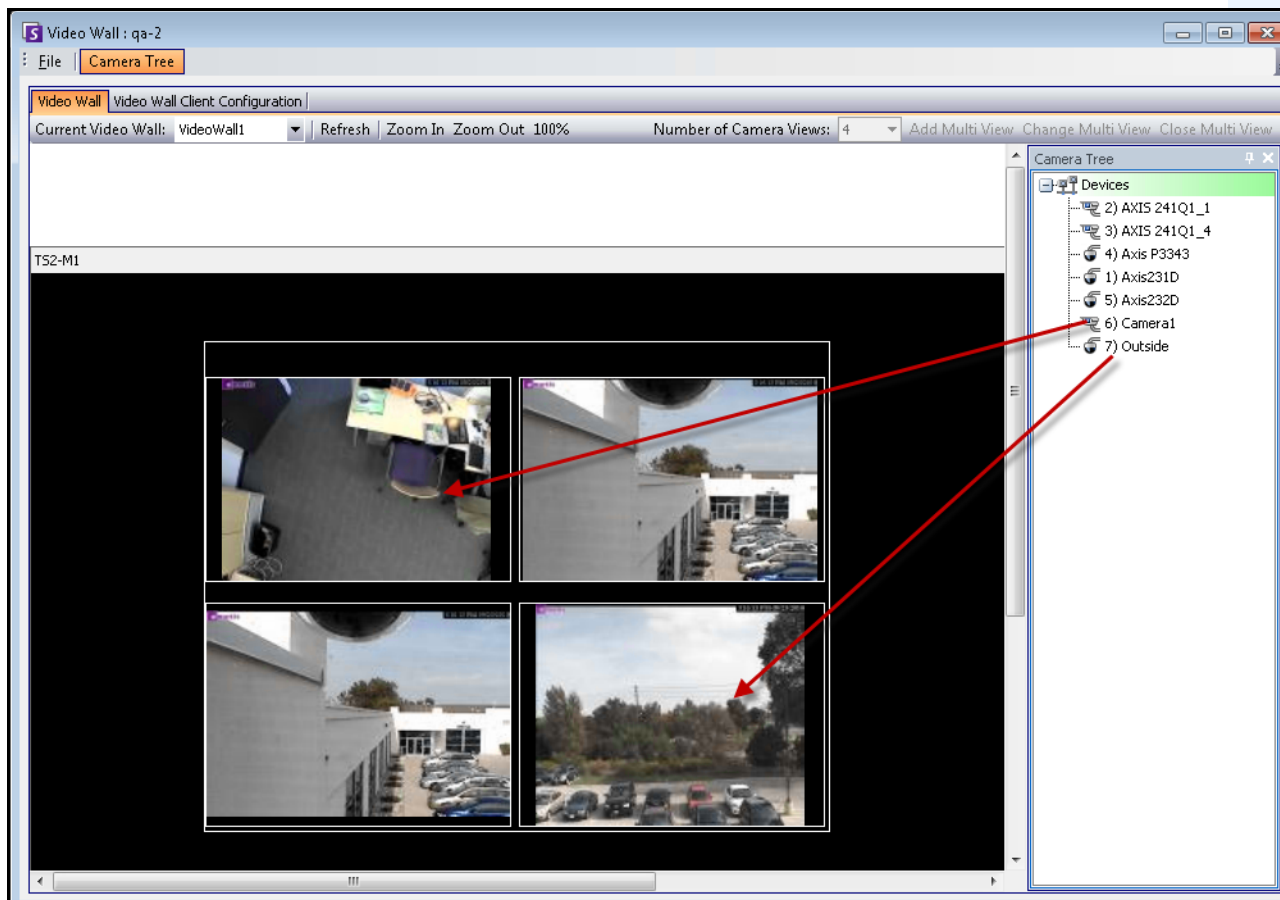 Video Wall : qa-2
File Camera Tree
Video Wall Video Wall Client Configuration
Current Video Wall: VideoWall1 Refresh Zoom In Zoom Out 100% Number of Camera Views: 4 Add Multi View Change Multi View Close Multi View
Camera Tree
Devices
2) AXIS 241Q1_1
3) AXIS 241Q1_4
4) Axis P3343
1) Axis231D
5) Axis232D
6) Camera1
7) Outside
TS2-M1